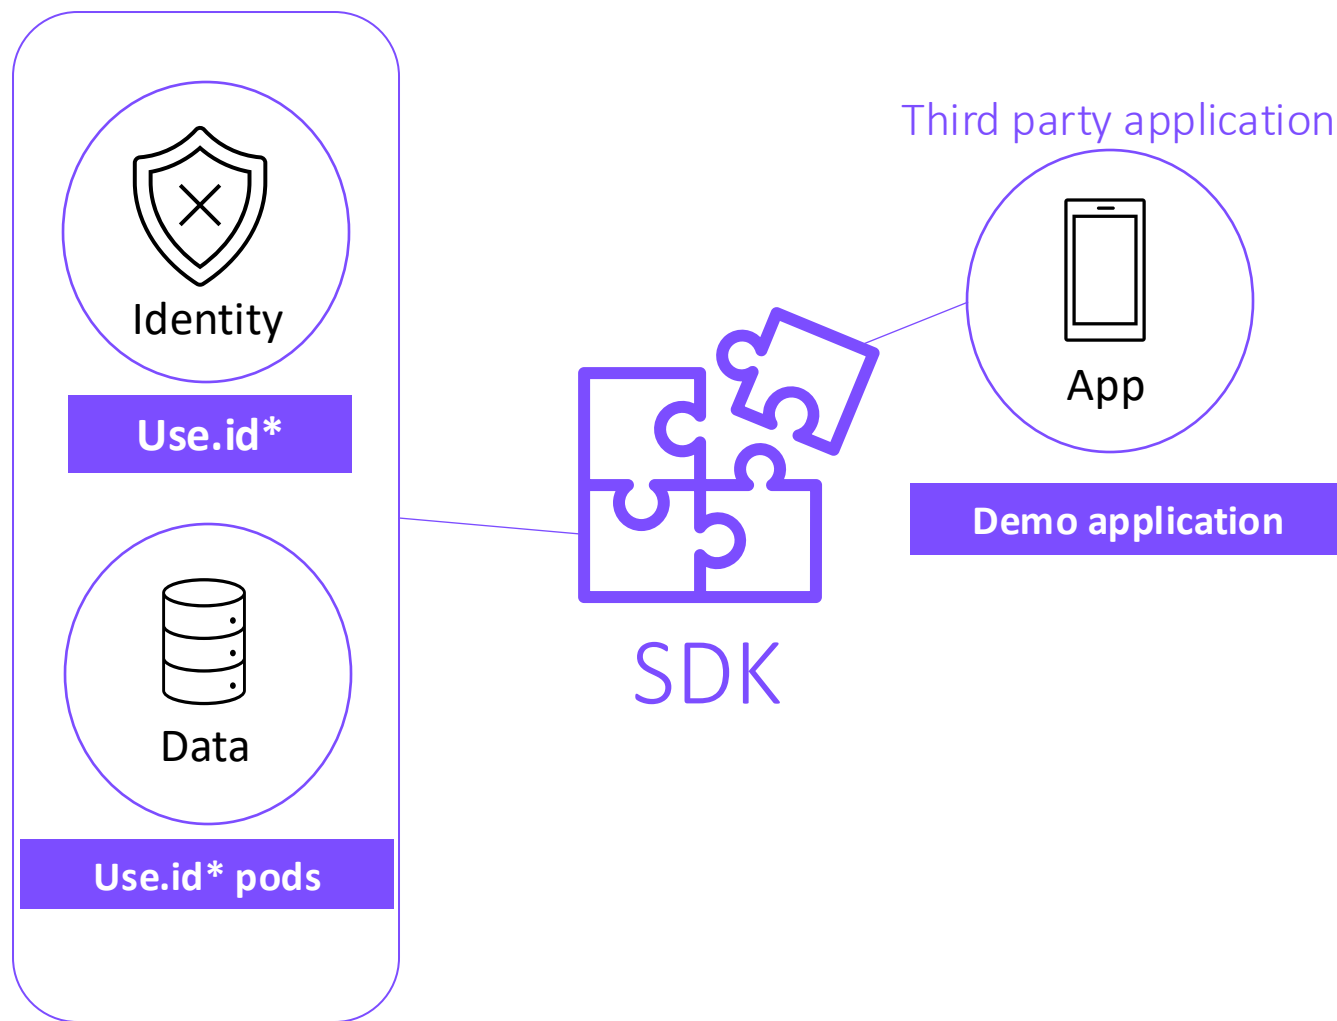 Identity
Use.id*
Data
Use.id* pods
SDK
Third party application
App
Demo application